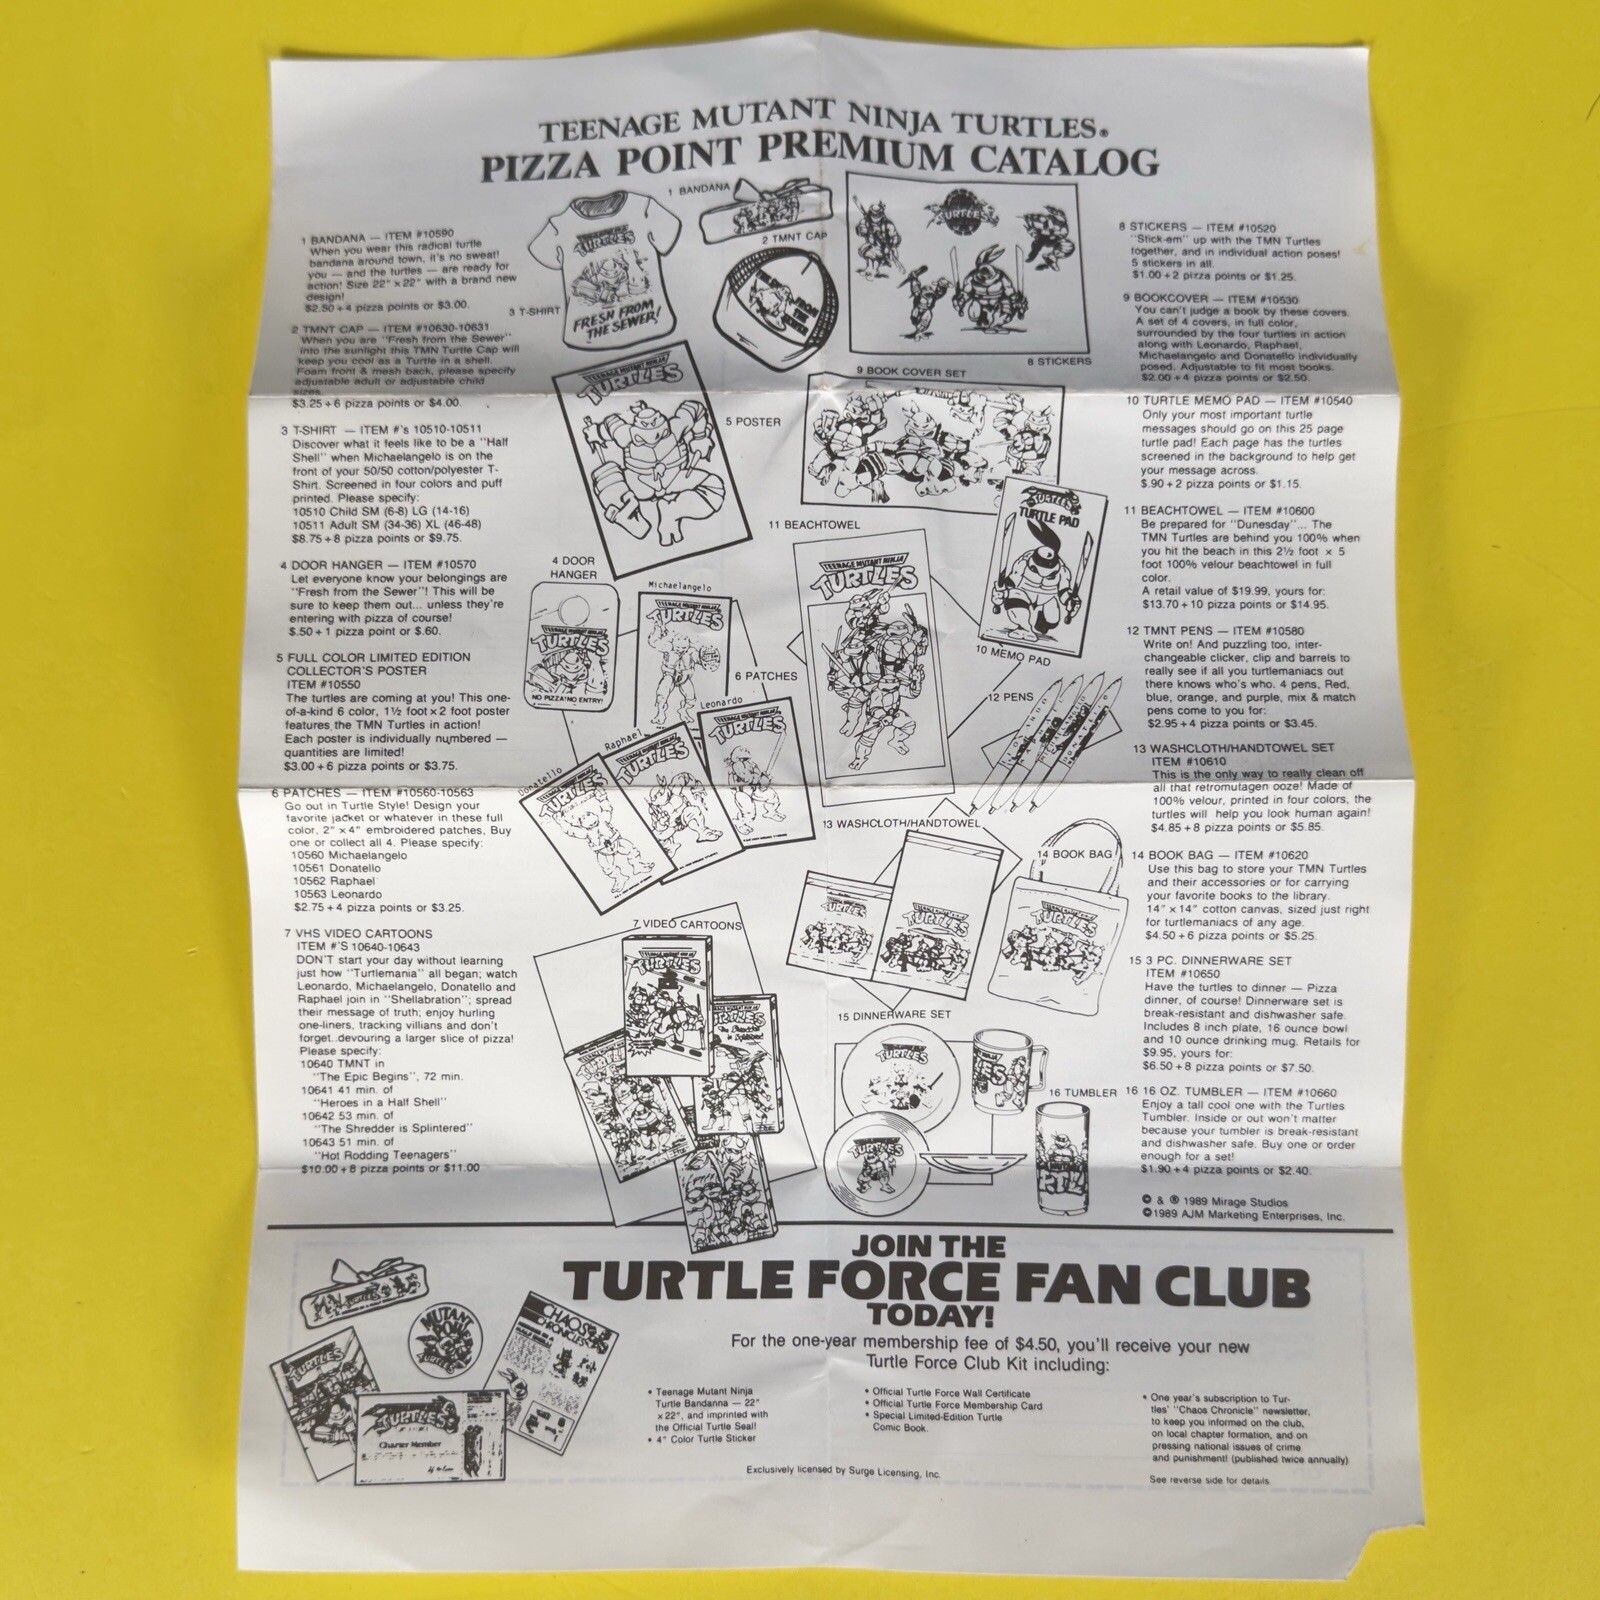 TEENAGE MUTANT NINJA TURTLES®
PIZZA POINT PREMIUM CATALOG
1 BANDANA — ITEM #10590
When you wear this radical turtle
bandana around town, it's no sweat!
you — and the turtles — are ready for
action! Size 22" × 22" with a brand new
design!
$2.50 + 4 pizza points or $3.00.
2 TMNT CAP — ITEM #10630-10631
When you are "Fresh from the Sewer"
into the sunlight this TMN Turtle Cap will
keep you cool as a Turtle in a shell.
Foam front & mesh back, please specify
adjustable adult or adjustable child
sizes.
$3.25 + 6 pizza points or $4.00.
3 T-SHIRT — ITEM #'s 10510-10511
Discover what it feels like to be a "Half
Shell" when Michaelangelo is on the
front of your 50/50 cotton/polyester T-
Shirt. Screened in four colors and puff
printed. Please specify:
10510 Child SM (6-8) LG (14-16)
10511 Adult SM (34-36) XL (46-48)
$8.75 + 8 pizza points or $9.75.
4 DOOR HANGER — ITEM #10570
Let everyone know your belongings are
"Fresh from the Sewer"! This will be
sure to keep them out... unless they're
entering with pizza of course!
$.50 + 1 pizza point or $.60.
5 FULL COLOR LIMITED EDITION
COLLECTOR'S POSTER
ITEM #10550
The turtles are coming at you! This one-
of-a-kind 6 color, 1½ foot × 2 foot poster
features the TMN Turtles in action!
Each poster is individually numbered —
quantities are limited!
$3.00 + 6 pizza points or $3.75.
6 PATCHES — ITEM #10560-10563
Go out in Turtle Style! Design your
favorite jacket or whatever in these full
color, 2" × 4" embroidered patches, Buy
one or collect all 4. Please specify:
10560 Michaelangelo
10561 Donatello
10562 Raphael
10563 Leonardo
$2.75 + 4 pizza points or $3.25.
7 VHS VIDEO CARTOONS
ITEM #'S 10640-10643
DON'T start your day without learning
just how "Turtlemania" all began; watch
Leonardo, Michaelangelo, Donatello and
Raphael join in "Shellabration"; spread
their message of truth; enjoy hurling
one-liners, tracking villians and don't
forget..devouring a larger slice of pizza!
Please specify:
10640 TMNT in
"The Epic Begins", 72 min.
10641 41 min. of
"Heroes in a Half Shell"
10642 53 min. of
"The Shredder is Splintered"
10643 51 min. of
"Hot Rodding Teenagers"
$10.00 + 8 pizza points or $11.00
1 BANDANA
2 TMNT CAP
3 T-SHIRT
TURTLES
FRESH FROM
THE SEWER!
TURTLES
8 STICKERS
9 BOOK COVER SET
TEENAGE MUTANT NINJA
TURTLES
5 POSTER
11 BEACHTOWEL
TEENAGE MUTANT NINJA
TURTLES
TURTLES
TURTLE PAD
10 MEMO PAD
4 DOOR
HANGER
TURTLES
NO PIZZA! NO ENTRY!
Michaelangelo
TURTLES
6 PATCHES
Leonardo
TURTLES
Raphael
TURTLES
Donatello
TURTLES
12 PENS
13 WASHCLOTH/HANDTOWEL
TURTLES
TURTLES
14 BOOK BAG
TURTLES
7 VIDEO CARTOONS
TURTLES
TURTLES
15 DINNERWARE SET
TURTLES
TURTLES
16 TUMBLER
8 STICKERS — ITEM #10520
"Stick-em" up with the TMN Turtles
together, and in individual action poses!
5 stickers in all.
$1.00 + 2 pizza points or $1.25.
9 BOOKCOVER — ITEM #10530
You can't judge a book by these covers.
A set of 4 covers, in full color,
surrounded by the four turtles in action
along with Leonardo, Raphael,
Michaelangelo and Donatello individually
posed. Adjustable to fit most books.
$2.00 + 4 pizza points or $2.50.
10 TURTLE MEMO PAD — ITEM #10540
Only your most important turtle
messages should go on this 25 page
turtle pad! Each page has the turtles
screened in the background to help get
your message across.
$.90 + 2 pizza points or $1.15.
11 BEACHTOWEL — ITEM #10600
Be prepared for "Dunesday"... The
TMN Turtles are behind you 100% when
you hit the beach in this 2½ foot × 5
foot 100% velour beachtowel in full
color.
A retail value of $19.99, yours for:
$13.70 + 10 pizza points or $14.95.
12 TMNT PENS — ITEM #10580
Write on! And puzzling too, inter-
changeable clicker, clip and barrels to
really see if all you turtlemaniacs out
there knows who's who. 4 pens, Red,
blue, orange, and purple, mix & match
pens come to you for:
$2.95 + 4 pizza points or $3.45.
13 WASHCLOTH/HANDTOWEL SET
ITEM #10610
This is the only way to really clean off
all that retromutagen ooze! Made of
100% velour, printed in four colors, the
turtles will help you look human again!
$4.85 + 8 pizza points or $5.85.
14 BOOK BAG — ITEM #10620
Use this bag to store your TMN Turtles
and their accessories or for carrying
your favorite books to the library.
14" × 14" cotton canvas, sized just right
for turtlemaniacs of any age.
$4.50 + 6 pizza points or $5.25.
15 3 PC. DINNERWARE SET
ITEM #10650
Have the turtles to dinner — Pizza
dinner, of course! Dinnerware set is
break-resistant and dishwasher safe.
Includes 8 inch plate, 16 ounce bowl
and 10 ounce drinking mug. Retails for
$9.95, yours for:
$6.50 + 8 pizza points or $7.50.
16 16 OZ. TUMBLER — ITEM #10660
Enjoy a tall cool one with the Turtles
Tumbler. Inside or out won't matter
because your tumbler is break-resistant
and dishwasher safe. Buy one or order
enough for a set!
$1.90 + 4 pizza points or $2.40.
© & ® 1989 Mirage Studios
©1989 AJM Marketing Enterprises, Inc.
JOIN THE
TURTLE FORCE FAN CLUB
TODAY!
For the one-year membership fee of $4.50, you'll receive your new
Turtle Force Club Kit including:
MUTANT
POWER
TURTLES
CHAOS
CHRONICLES
TURTLES
TURTLES
Charter Member
• Teenage Mutant Ninja
Turtle Bandanna — 22"
× 22", and imprinted with
the Official Turtle Seal!
• 4" Color Turtle Sticker
• Official Turtle Force Wall Certificate
• Official Turtle Force Membership Card
• Special Limited-Edition Turtle
Comic Book.
• One year's subscription to Tur-
tles' "Chaos Chronicle" newsletter,
to keep you informed on the club,
on local chapter formation, and on
pressing national issues of crime
and punishment! (published twice annually)
See reverse side for details.
Exclusively licensed by Surge Licensing, Inc.